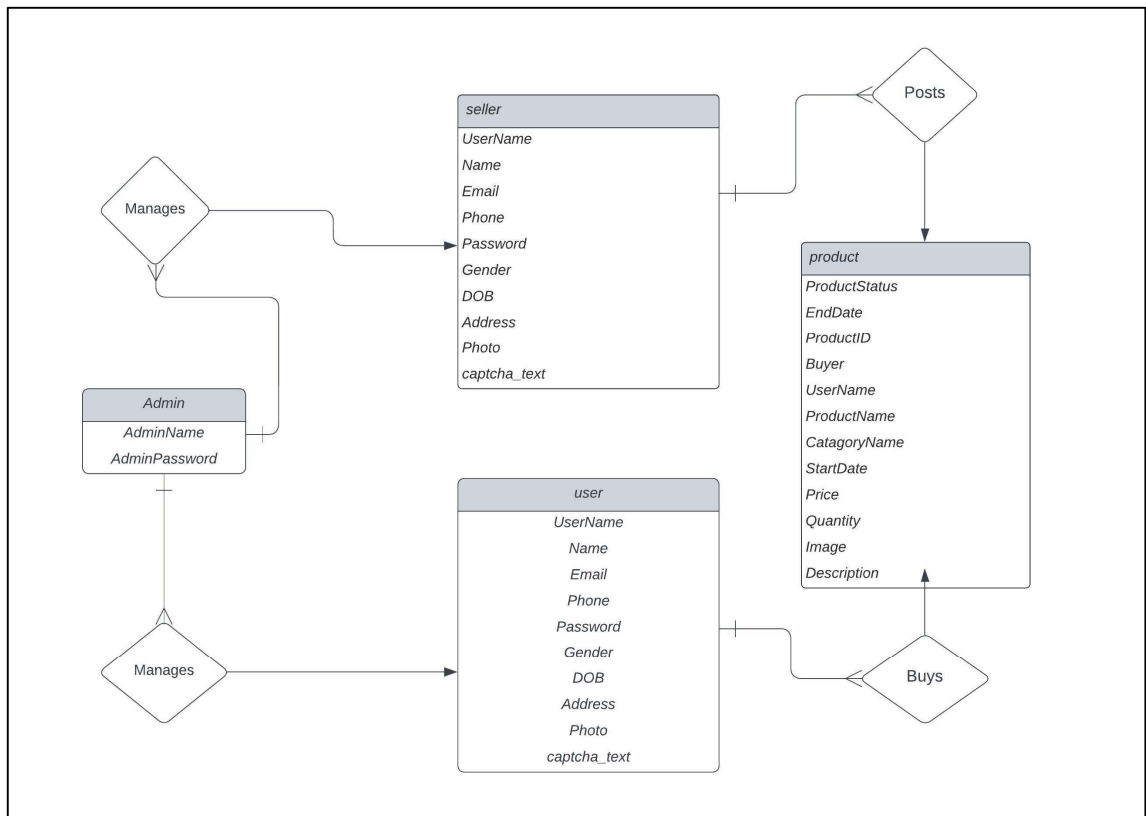 Posts
seller
UserName
Name
Email
Phone
Password
Gender
DOB
Address
Photo
captcha_text
Manages
product
ProductStatus
EndDate
ProductID
Buyer
UserName
ProductName
CatagoryName
StartDate
Price
Quantity
Image
Description
Admin
AdminName
AdminPassword
user
UserName
Name
Email
Phone
Password
Gender
DOB
Address
Photo
captcha_text
Manages
Buys